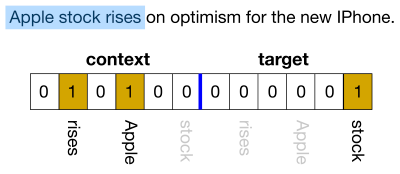 Apple stock rises on optimism for the new IPhone.
context target
0 1 0 1 0 0 0 0 0 0 0 1
rises Apple stock rises Apple stock